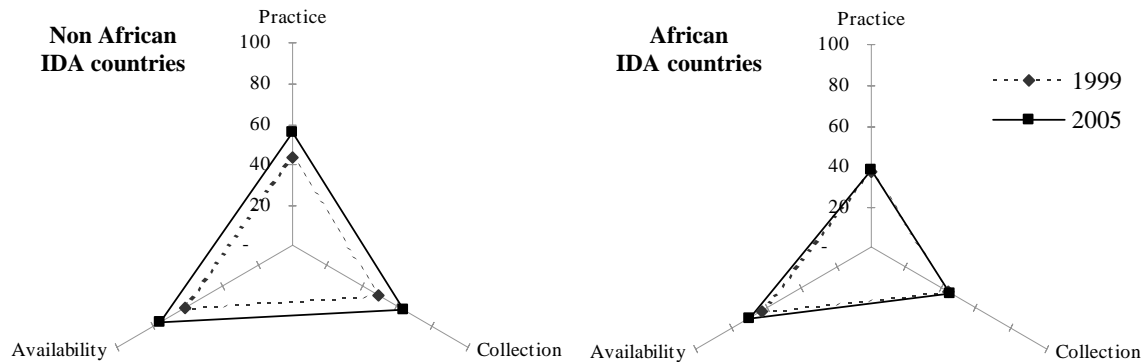 Practice
Non African
IDA countries
100
80
60
40
20
-
Availability
Collection
Practice
African
IDA countries
100
80
60
40
20
-
Availability
Collection
1999
2005